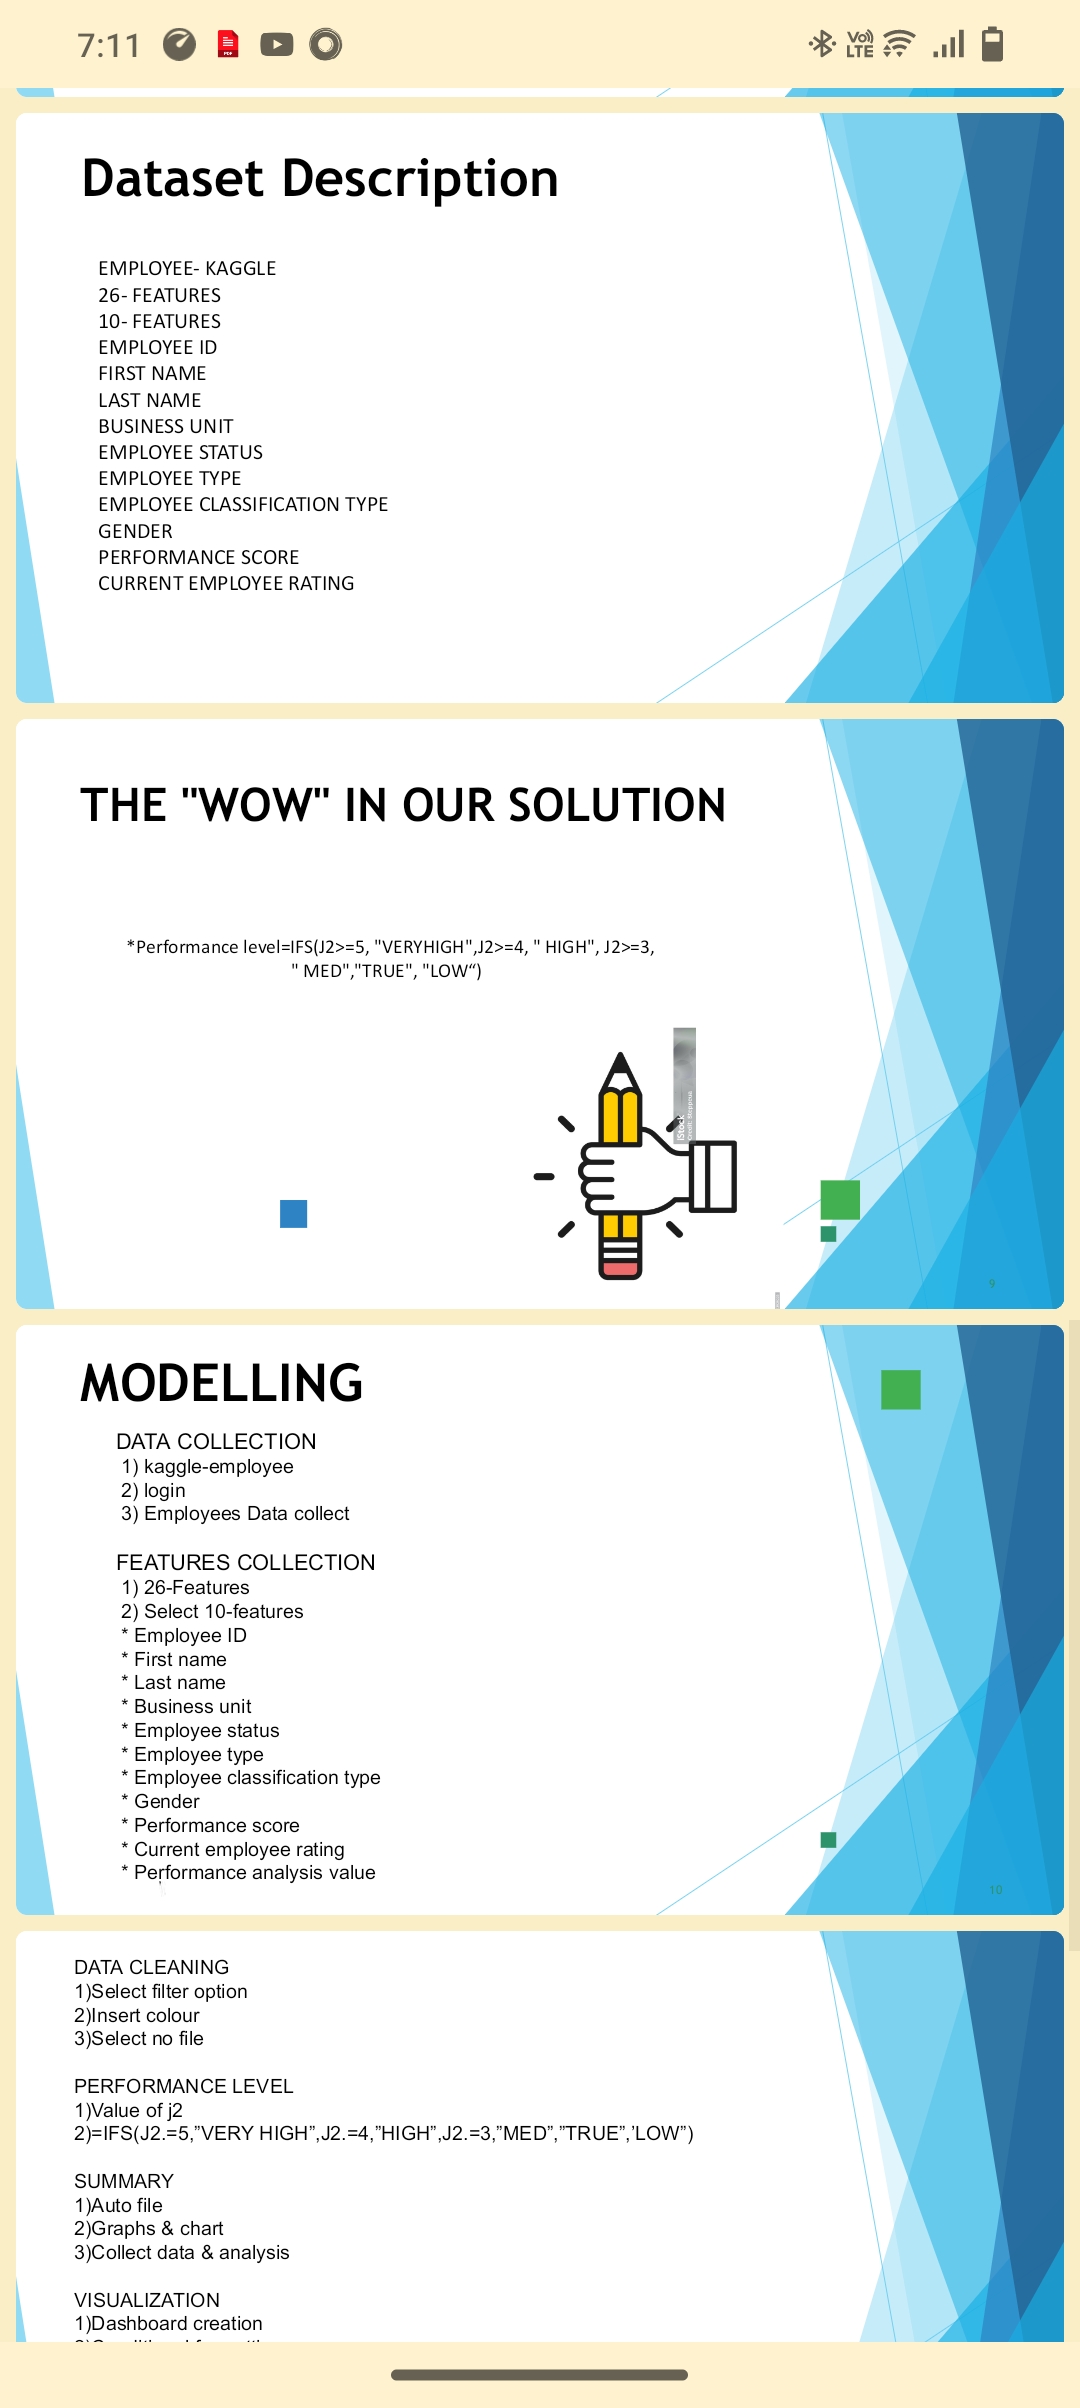 7:11
Vo)) LTE
PDF
Dataset Description
EMPLOYEE- KAGGLE
26- FEATURES
10- FEATURES
EMPLOYEE ID
FIRST NAME
LAST NAME
BUSINESS UNIT
EMPLOYEE STATUS
EMPLOYEE TYPE
EMPLOYEE CLASSIFICATION TYPE
GENDER
PERFORMANCE SCORE
CURRENT EMPLOYEE RATING
THE "WOW" IN OUR SOLUTION
*Performance level=IFS(J2>=5, "VERYHIGH",J2>=4, " HIGH", J2>=3,
" MED","TRUE", "LOW“)
iStock
9
MODELLING
DATA COLLECTION
1) kaggle-employee
2) login
3) Employees Data collect
FEATURES COLLECTION
1) 26-Features
2) Select 10-features
* Employee ID
* First name
* Last name
* Business unit
* Employee status
* Employee type
* Employee classification type
* Gender
* Performance score
* Current employee rating
* Performance analysis value
10
DATA CLEANING
1)Select filter option
2)Insert colour
3)Select no file
PERFORMANCE LEVEL
1)Value of j2
2)=IFS(J2.=5,”VERY HIGH”,J2.=4,”HIGH”,J2.=3,”MED”,”TRUE”,’LOW”)
SUMMARY
1)Auto file
2)Graphs & chart
3)Collect data & analysis
VISUALIZATION
1)Dashboard creation